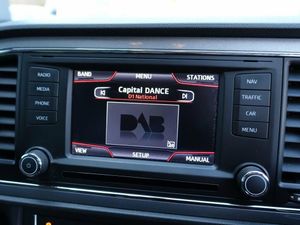 BAND MENU STATIONS
Capital DANCE
D1 National
DAB
VIEW SETUP MANUAL
RADIO
MEDIA
PHONE
VOICE
NAV
TRAFFIC
CAR
MENU